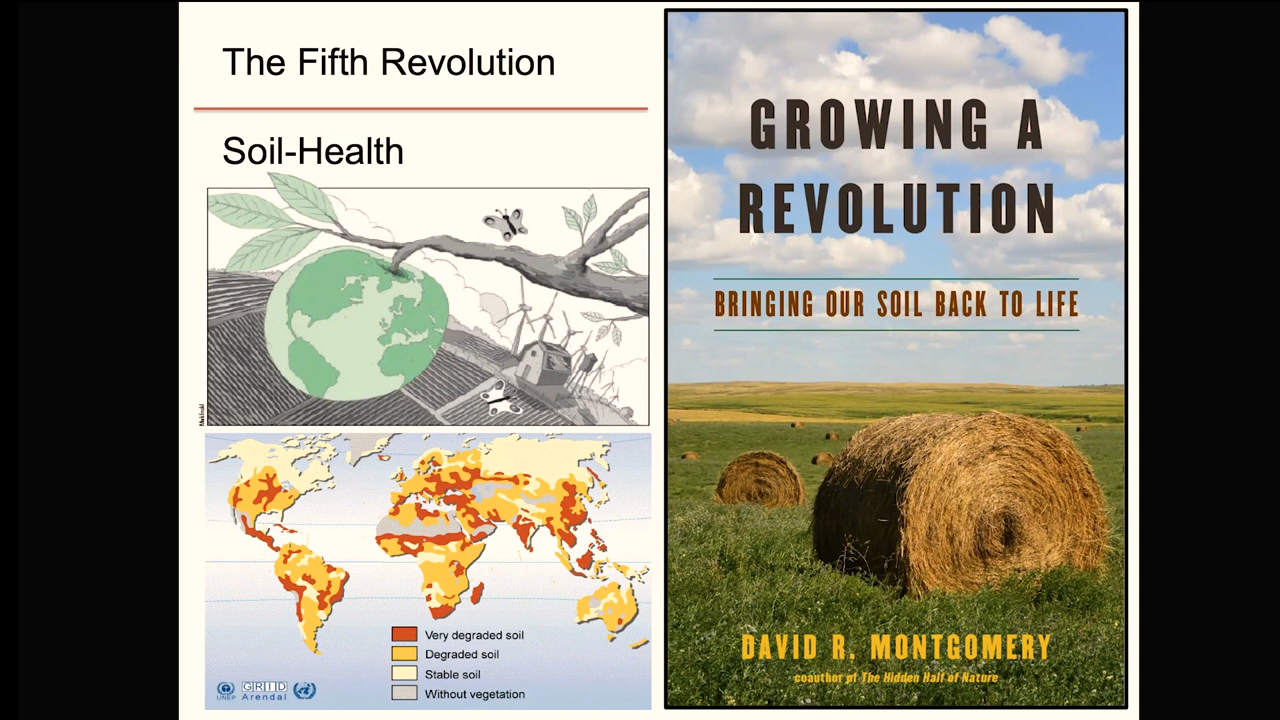 The Fifth Revolution
Soil-Health
Very degraded soil
Degraded soil
Stable soil
Without vegetation
UNEP
GRID
Arendal
GROWING A
REVOLUTION
BRINGING OUR SOIL BACK TO LIFE
DAVID R. MONTGOMERY
coauthor of The Hidden Half of Nature